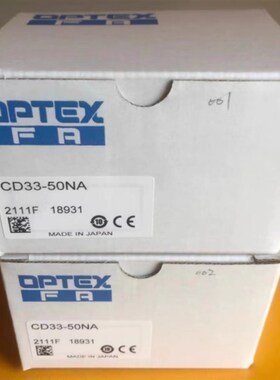 OPTEX
FA
001
CD33-50NA
2111F 18931
MADE IN JAPAN
OPTEX
FA
002
CD33-50NA
2111F 18931
MADE IN JAPAN